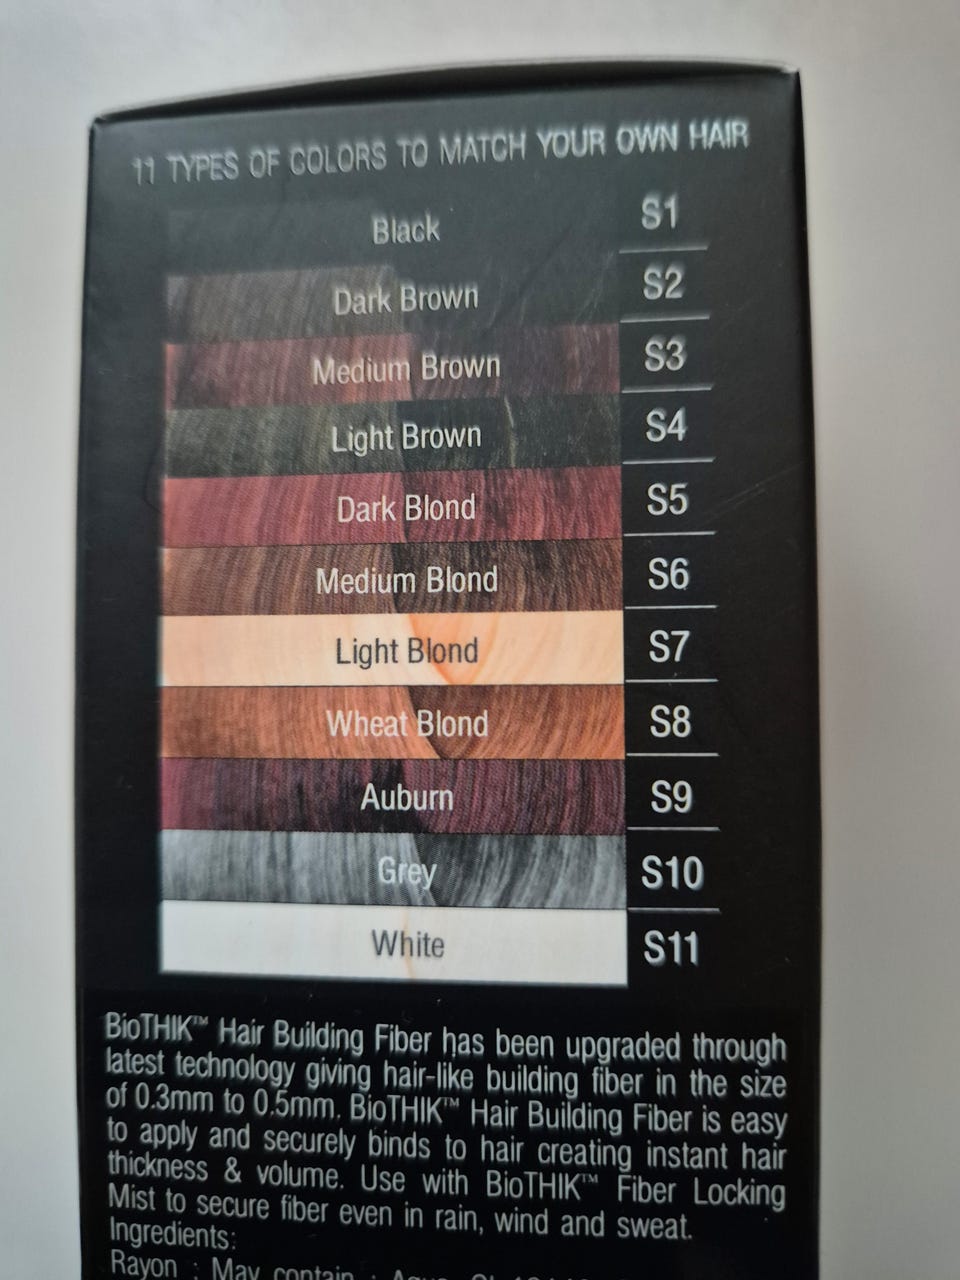 11 TYPES OF COLORS TO MATCH YOUR OWN HAIR
Black S1
Dark Brown S2
Medium Brown S3
Light Brown S4
Dark Blond S5
Medium Blond S6
Light Blond S7
Wheat Blond S8
Auburn S9
Grey S10
White S11
BioTHIK™ Hair Building Fiber has been upgraded through
latest technology giving hair-like building fiber in the size
of 0.3mm to 0.5mm. BioTHIK™ Hair Building Fiber is easy
to apply and securely binds to hair creating instant hair
thickness & volume. Use with BioTHIK™ Fiber Locking
Mist to secure fiber even in rain, wind and sweat.
Ingredients:
Rayon : May contain :